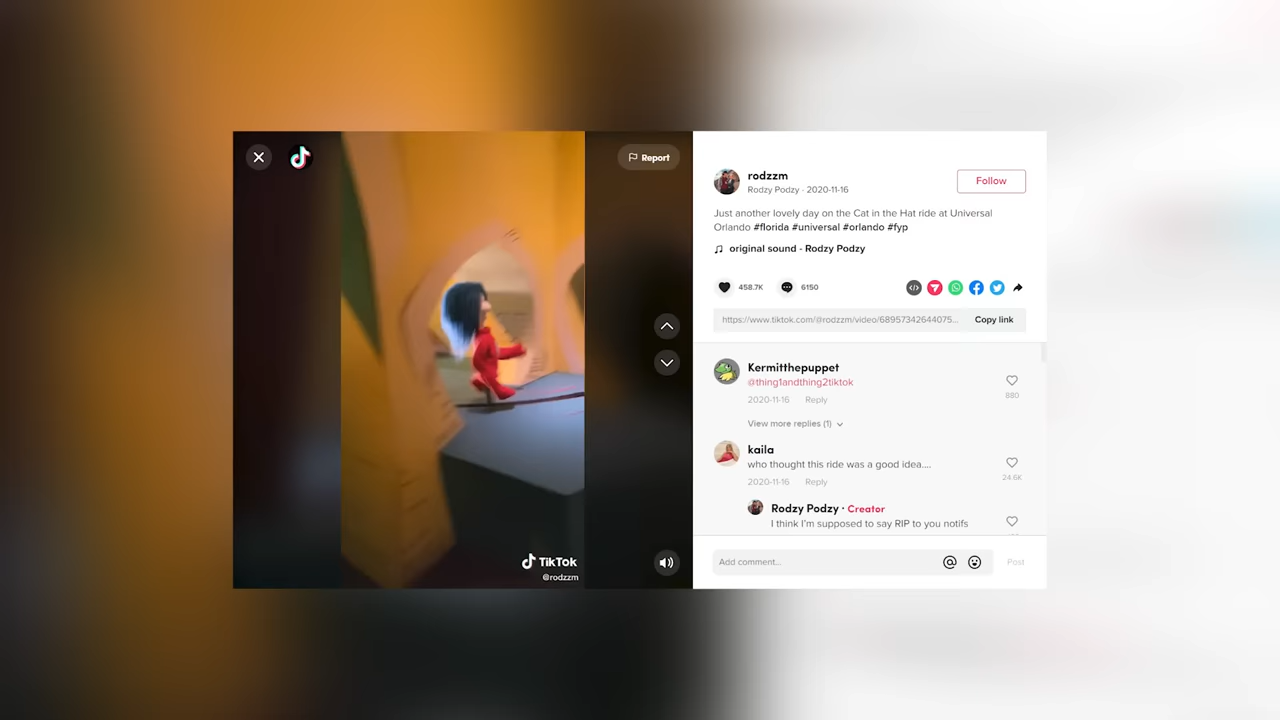 Report
TikTok
@rodzzm
rodzzm
Rodzy Podzy · 2020-11-16
Follow
Just another lovely day on the Cat in the Hat ride at Universal
Orlando #florida #universal #orlando #fyp
original sound - Rodzy Podzy
458.7K
6150
https://www.tiktok.com/@rodzzm/video/68957342644075...
Copy link
Kermitthepuppet
@thing1andthing2tiktok
2020-11-16 Reply
880
View more replies (1)
kaila
who thought this ride was a good idea....
2020-11-16 Reply
24.6K
Rodzy Podzy · Creator
I think I'm supposed to say RIP to you notifs
Add comment...
Post